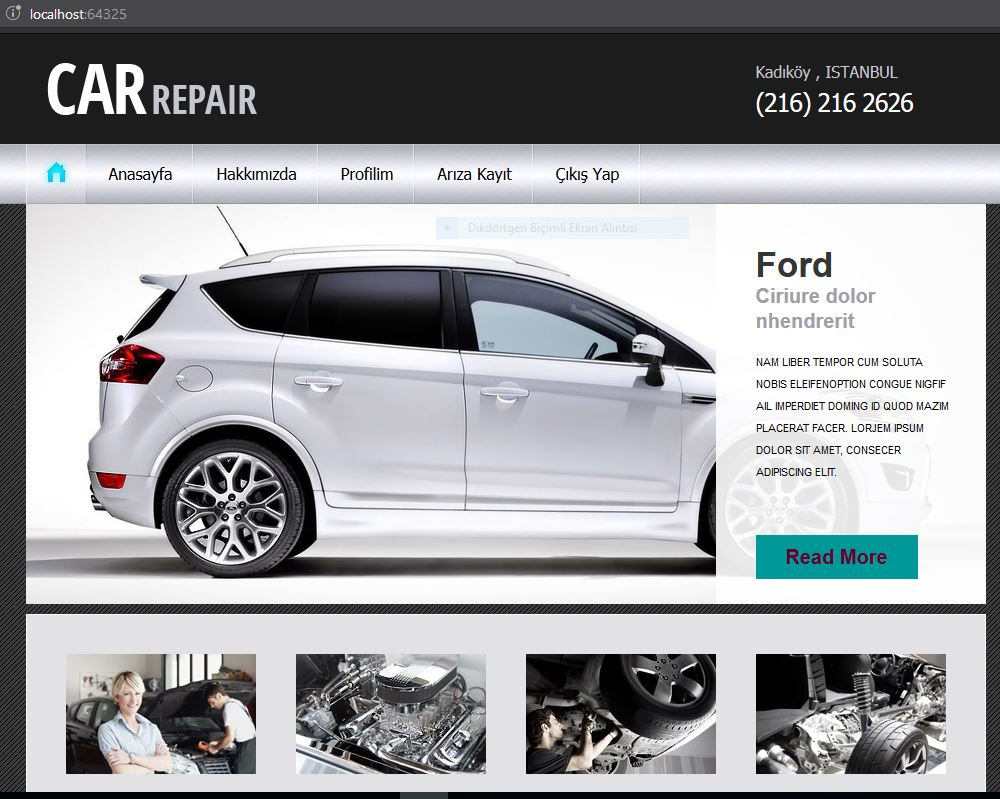 localhost:64325
CAR REPAIR
Kadıköy , ISTANBUL
(216) 216 2626
Anasayfa Hakkımızda Profilim Arıza Kayıt Çıkış Yap
Dikdörtgen Biçimli Ekran Alıntısı
Ford
Ciriure dolor
nhendrerit
NAM LIBER TEMPOR CUM SOLUTA
NOBIS ELEIFENOPTION CONGUE NIGFIF
AIL IMPERDIET DOMING ID QUOD MAZIM
PLACERAT FACER. LORJEM IPSUM
DOLOR SIT AMET, CONSECER
ADIPISCING ELIT.
Read More